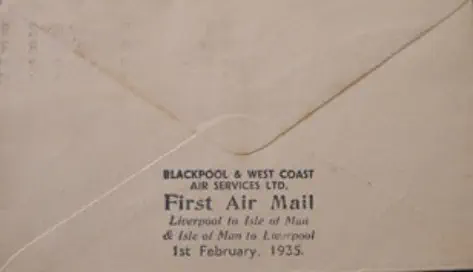 BLACKPOOL & WEST COAST
AIR SERVICES LTD.
First Air Mail
Liverpool to Isle of Man
& Isle of Man to Liverpool
1st February, 1935.